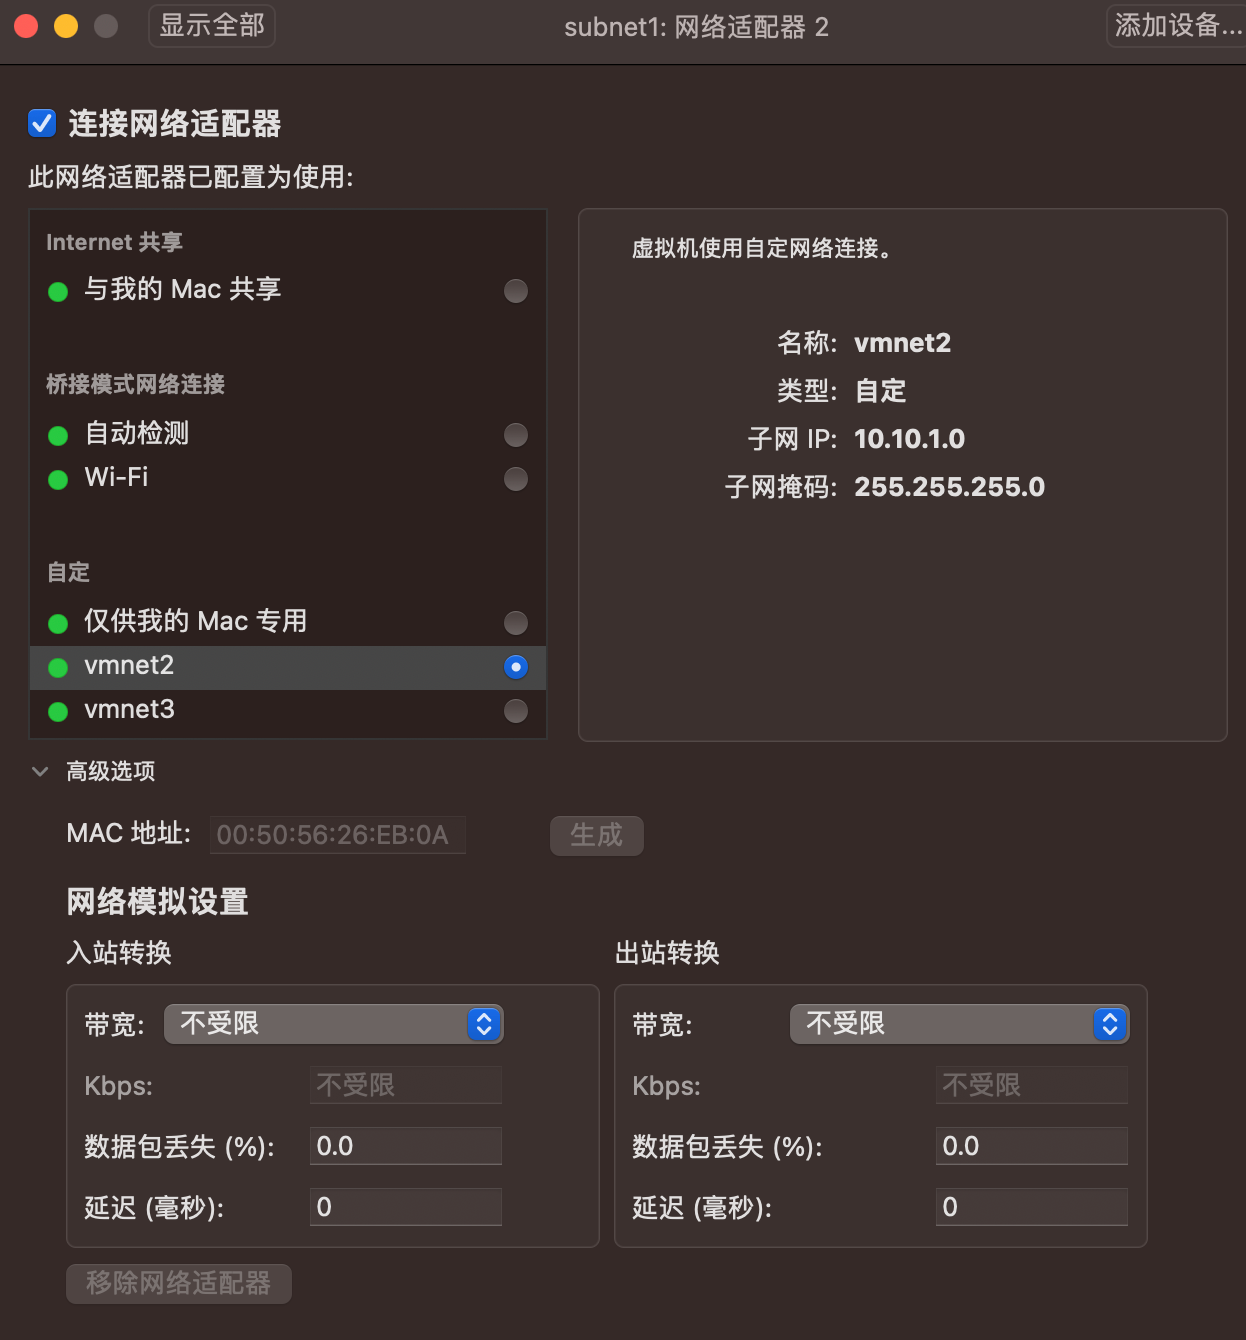 显示全部
subnet1: 网络适配器 2
添加设备...
连接网络适配器
此网络适配器已配置为使用:
Internet 共享
与我的 Mac 共享
桥接模式网络连接
自动检测
Wi-Fi
自定
仅供我的 Mac 专用
vmnet2
vmnet3
虚拟机使用自定网络连接。
名称: vmnet2
类型: 自定
子网 IP: 10.10.1.0
子网掩码: 255.255.255.0
高级选项
MAC 地址: 00:50:56:26:EB:0A 生成
网络模拟设置
入站转换
带宽: 不受限
Kbps: 不受限
数据包丢失 (%): 0.0
延迟 (毫秒): 0
出站转换
带宽: 不受限
Kbps: 不受限
数据包丢失 (%): 0.0
延迟 (毫秒): 0
移除网络适配器